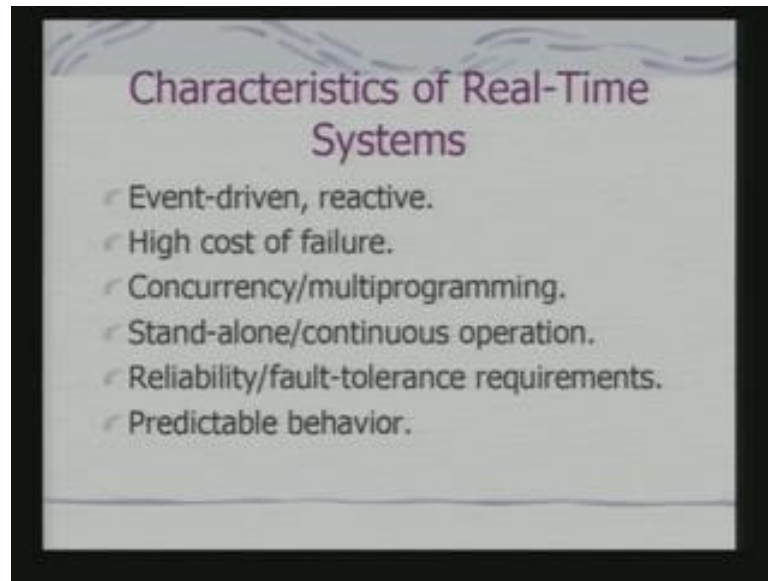 Characteristics of Real-Time
Systems
Event-driven, reactive.
High cost of failure.
Concurrency/multiprogramming.
Stand-alone/continuous operation.
Reliability/fault-tolerance requirements.
Predictable behavior.